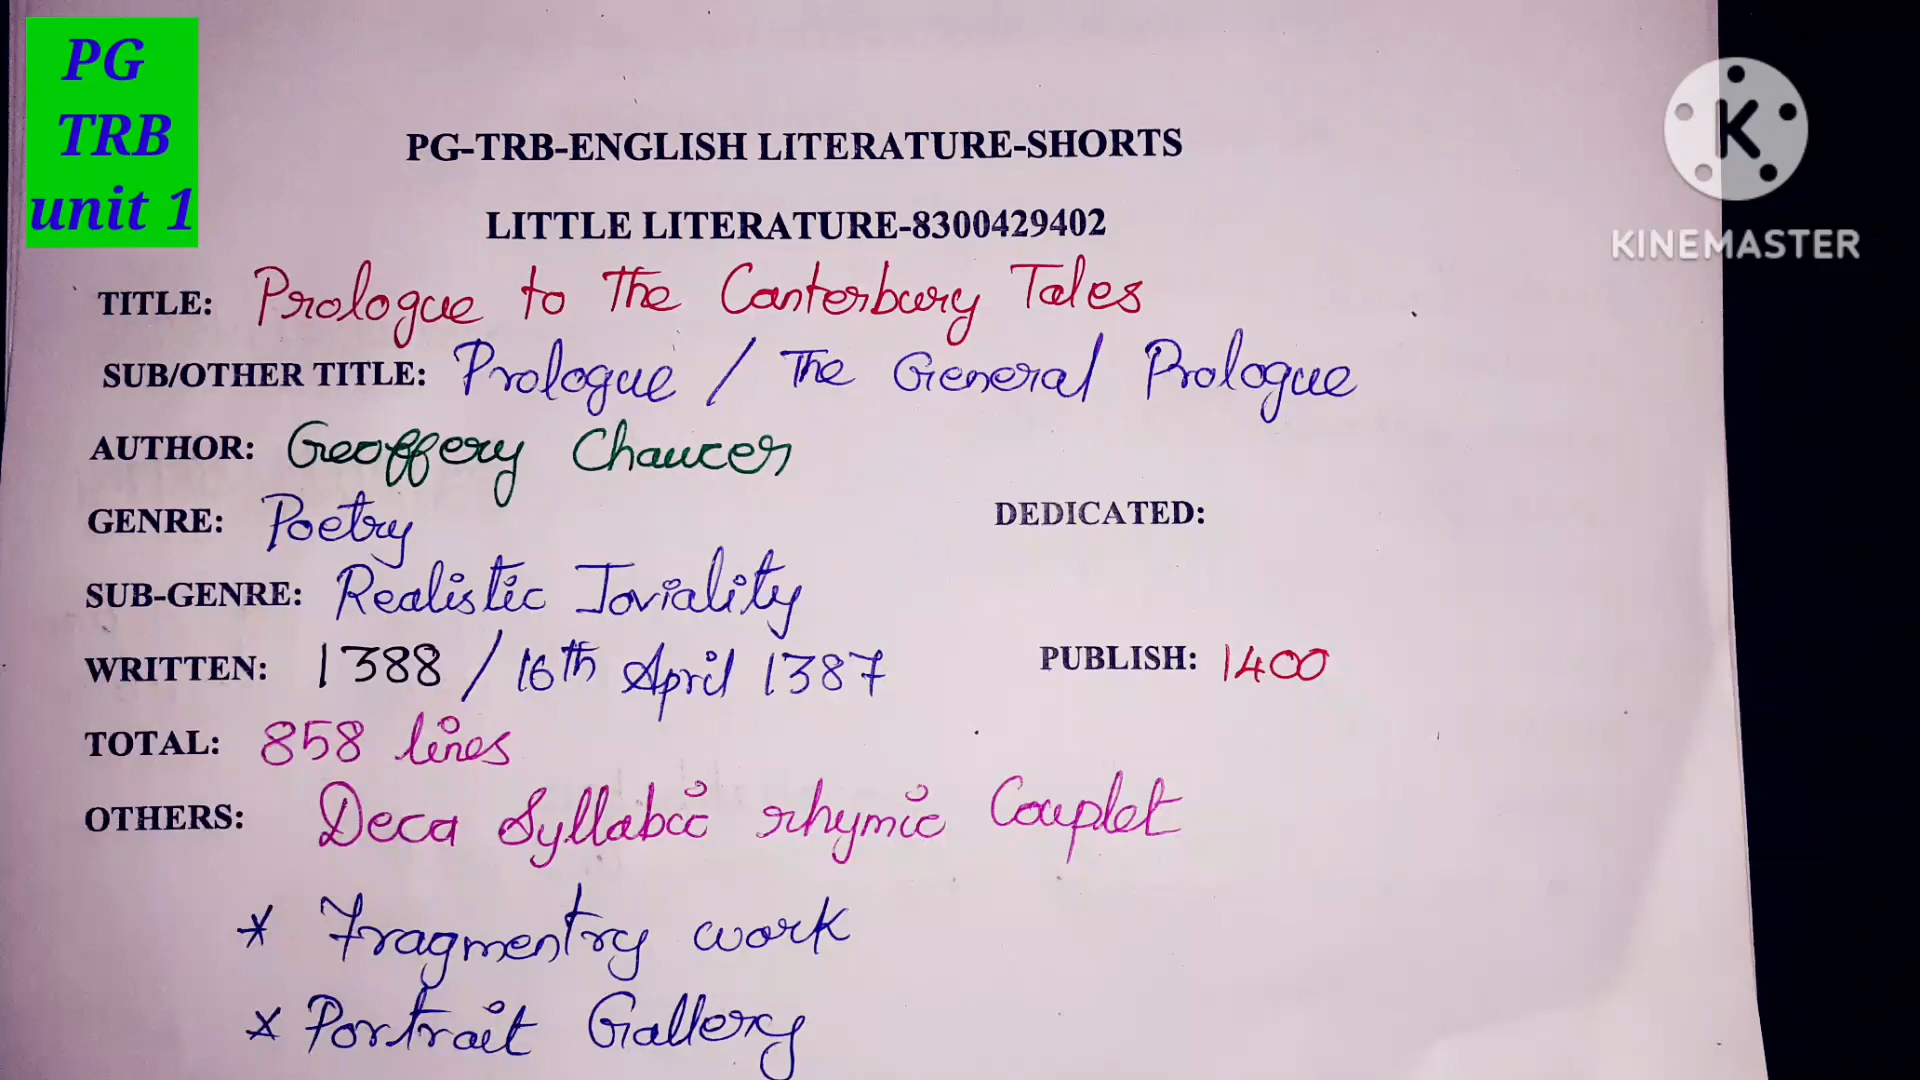 PG
TRB
unit 1
PG-TRB-ENGLISH LITERATURE-SHORTS
LITTLE LITERATURE-8300429402
TITLE: Prologue to The Canterbury Tales
SUB/OTHER TITLE: Prologue / The General Prologue
AUTHOR: Geoffery Chaucer
GENRE: Poetry
DEDICATED:
SUB-GENRE: Realistic Joviality
WRITTEN: 1388 / 16th April 1387
PUBLISH: 1400
TOTAL: 858 lines
OTHERS: Deca Syllabic rhymic Couplet
* Fragmentry work
* Portrait Gallery
K
KINEMASTER